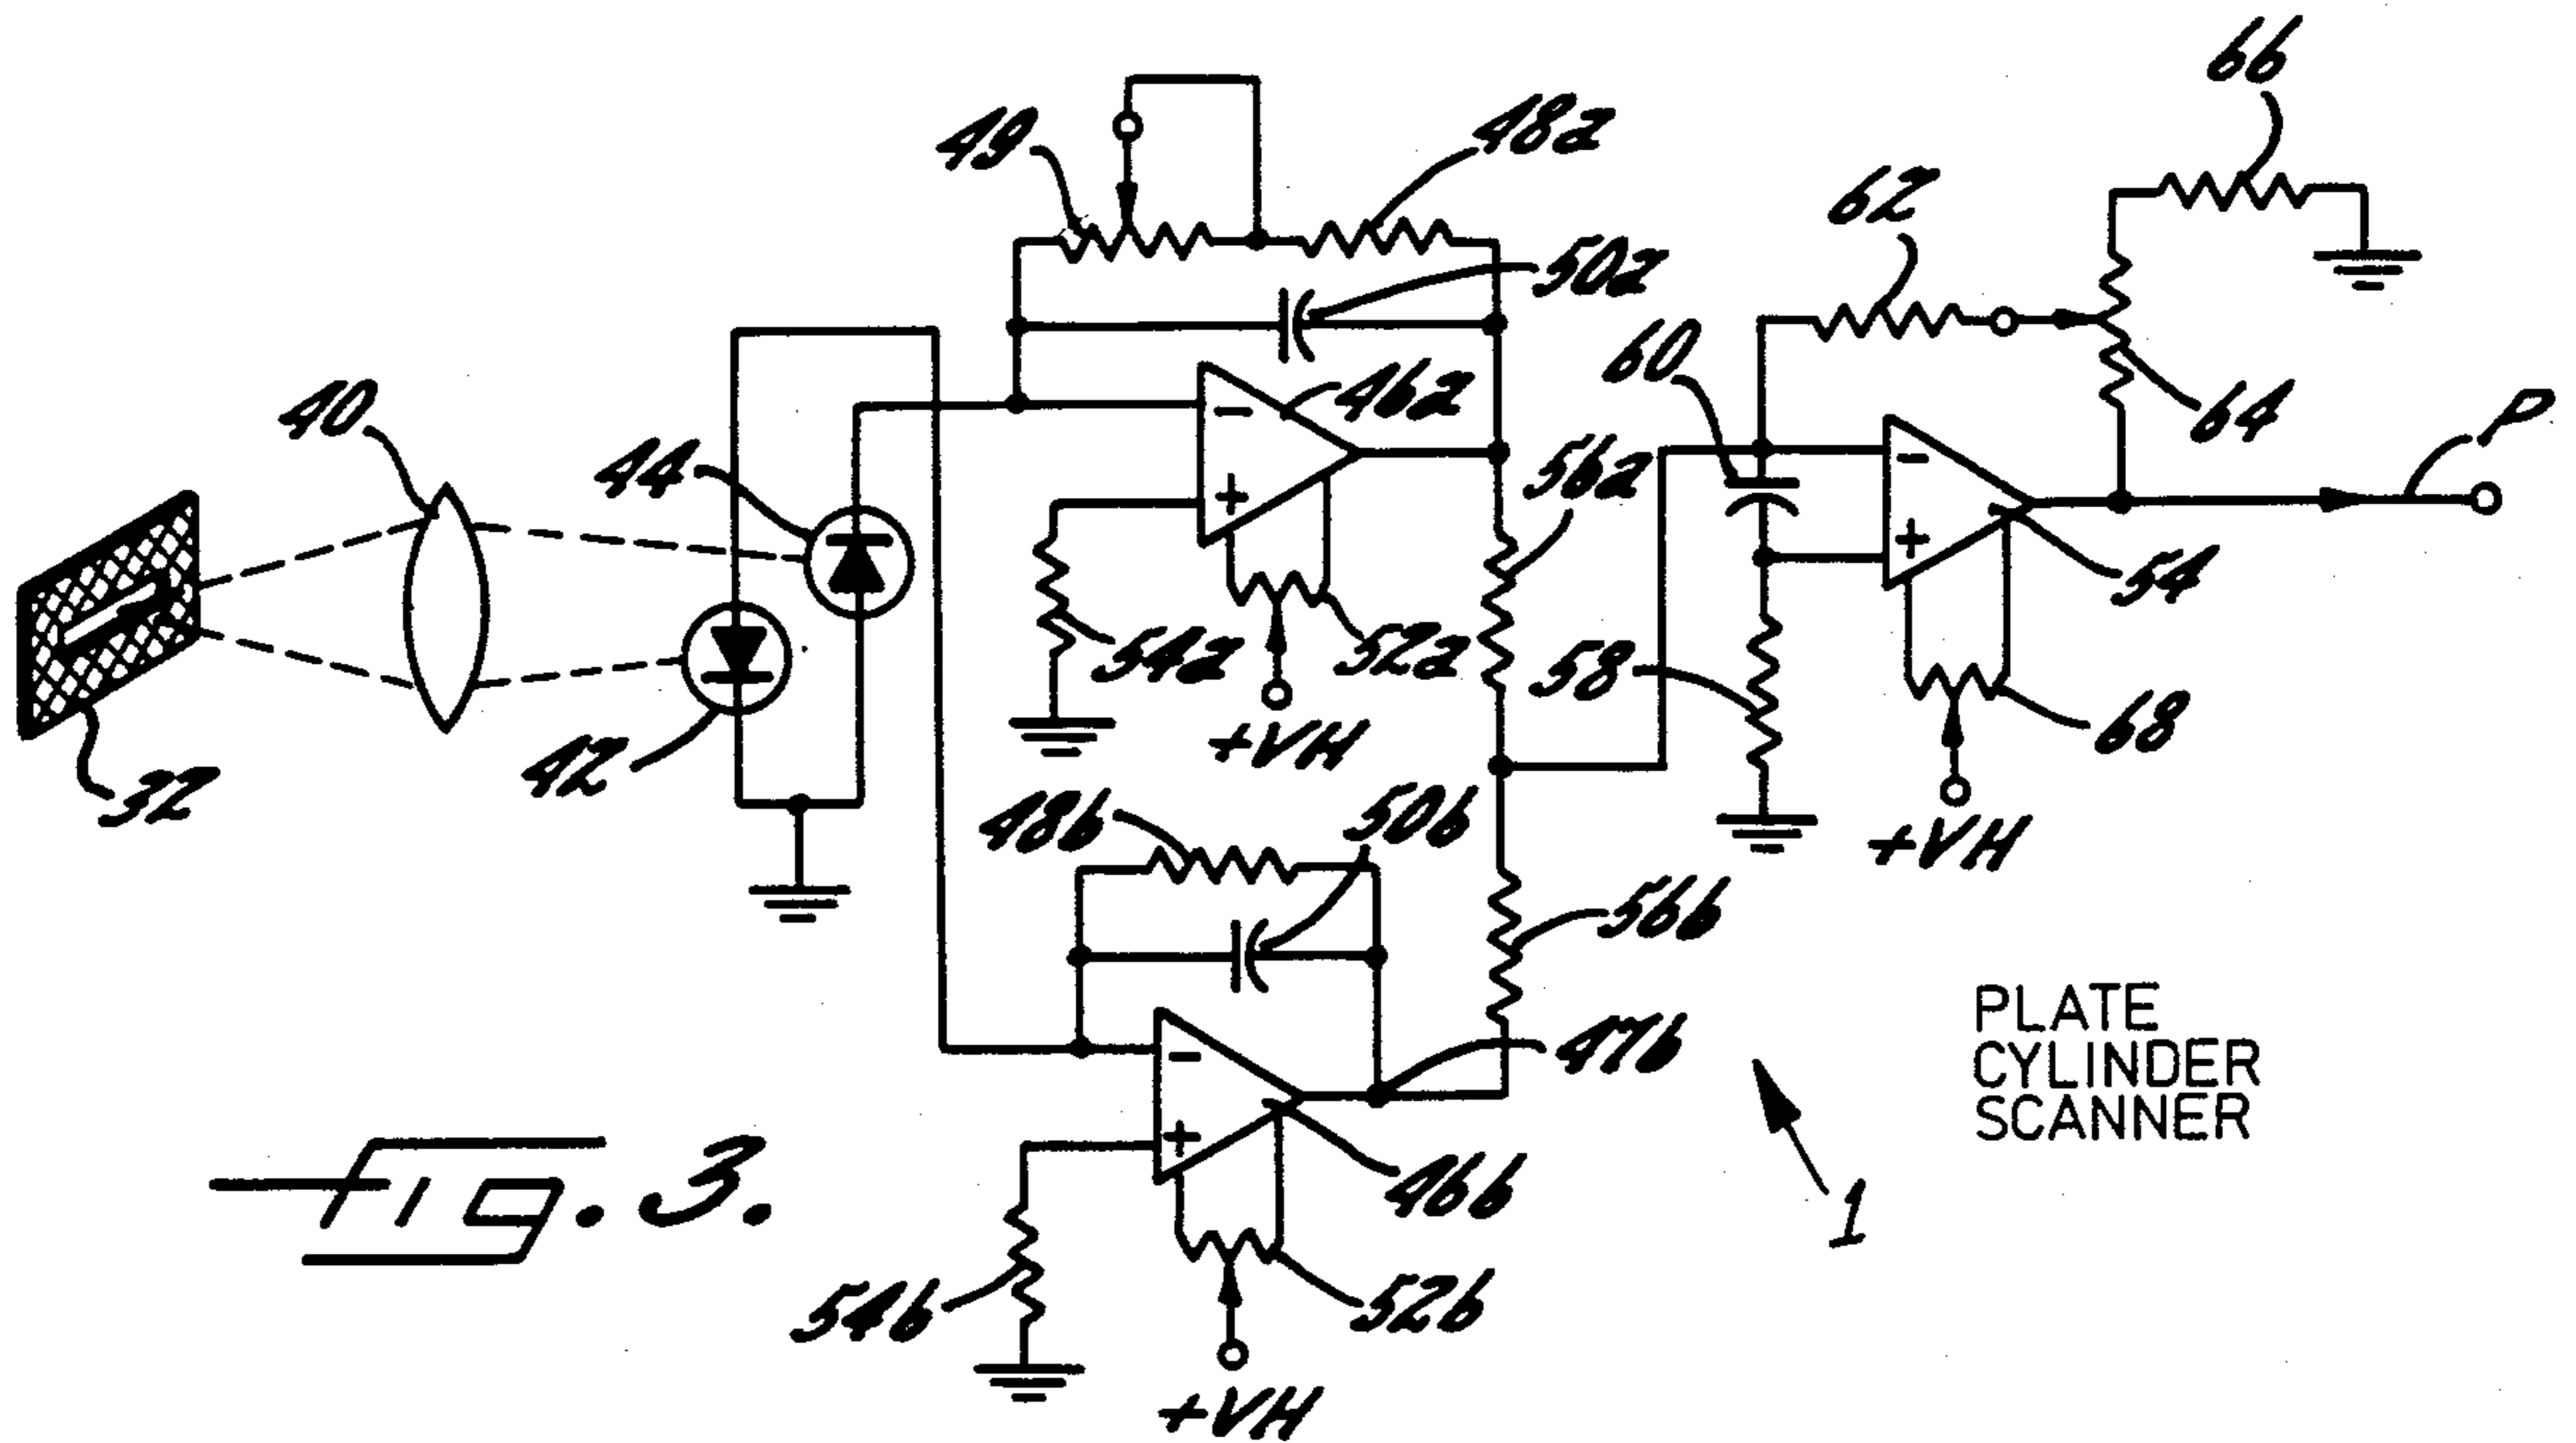 66
49
48a
62
50a
60
46a
40
64
P
44
56a
54
54a
52a
58
68
42
+VH
32
48b
50b
+VH
56b
PLATE
CYLINDER
SCANNER
47b
Fig. 3.
46b
1
54b
52b
+VH